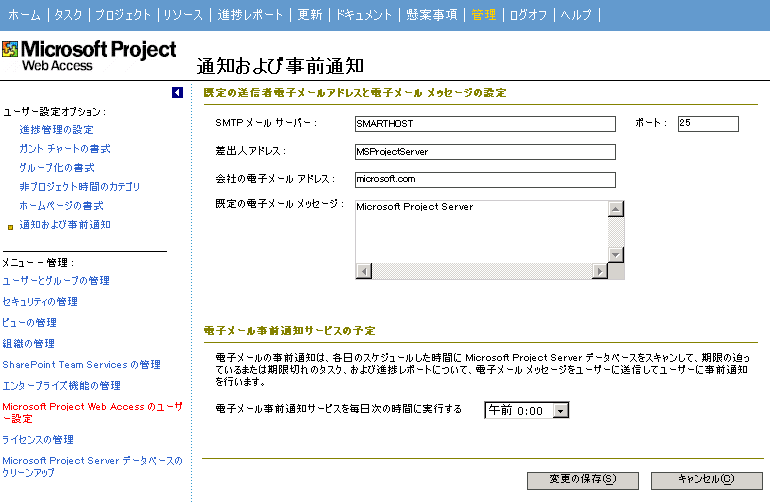 ホーム | タスク | プロジェクト | リソース | 進捗レポート | 更新 | ドキュメント | 懸案事項 | 管理 | ログオフ | ヘルプ |
Microsoft Project
Web Access
通知および事前通知
ユーザー設定オプション:
進捗管理の設定
ガント チャートの書式
グループ化の書式
非プロジェクト時間のカテゴリ
ホームページの書式
通知および事前通知
メニュー - 管理:
ユーザーとグループの管理
セキュリティの管理
ビューの管理
組織の管理
SharePoint Team Services の管理
エンタープライズ機能の管理
Microsoft Project Web Access のユーザ
ー設定
ライセンスの管理
Microsoft Project Server データベースの
クリーンアップ
既定の送信者電子メールアドレスと電子メール メッセージの設定
SMTP メール サーバー: SMARTHOST ポート: 25
差出人アドレス: MSProjectServer
会社の電子メール アドレス: microsoft.com
既定の電子メール メッセージ: Microsoft Project Server
電子メール事前通知サービスの予定
電子メールの事前通知は、各日のスケジュールした時間に Microsoft Project Server データベースをスキャンして、期限の迫っ
ているまたは期限切れのタスク、および進捗レポートについて、電子メール メッセージをユーザーに送信してユーザーに事前通知
を行います。
電子メール事前通知サービスを毎日次の時間に実行する 午前 0:00
変更の保存(S) キャンセル(C)